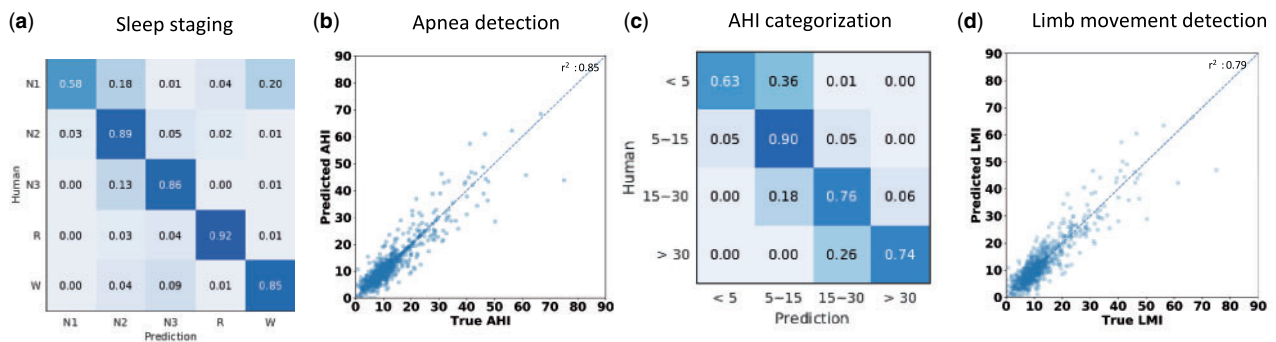 (a) Sleep staging
N1 0.58 0.18 0.01 0.04 0.20
N2 0.03 0.89 0.05 0.02 0.01
N3 0.00 0.13 0.86 0.00 0.01
R 0.00 0.03 0.04 0.92 0.01
W 0.00 0.04 0.09 0.01 0.85
Human
N1 N2 N3 R W
Prediction
(b) Apnea detection
r² :0.85
90
80
70
60
50
40
30
20
10
0
Predicted AHI
0 10 20 30 40 50 60 70 80 90
True AHI
(c) AHI categorization
< 5 0.63 0.36 0.01 0.00
5−15 0.05 0.90 0.05 0.00
15−30 0.00 0.18 0.76 0.06
> 30 0.00 0.00 0.26 0.74
Human
< 5 5−15 15−30 > 30
Prediction
(d) Limb movement detection
r² :0.79
90
80
70
60
50
40
30
20
10
0
Predicted LMI
0 10 20 30 40 50 60 70 80 90
True LMI